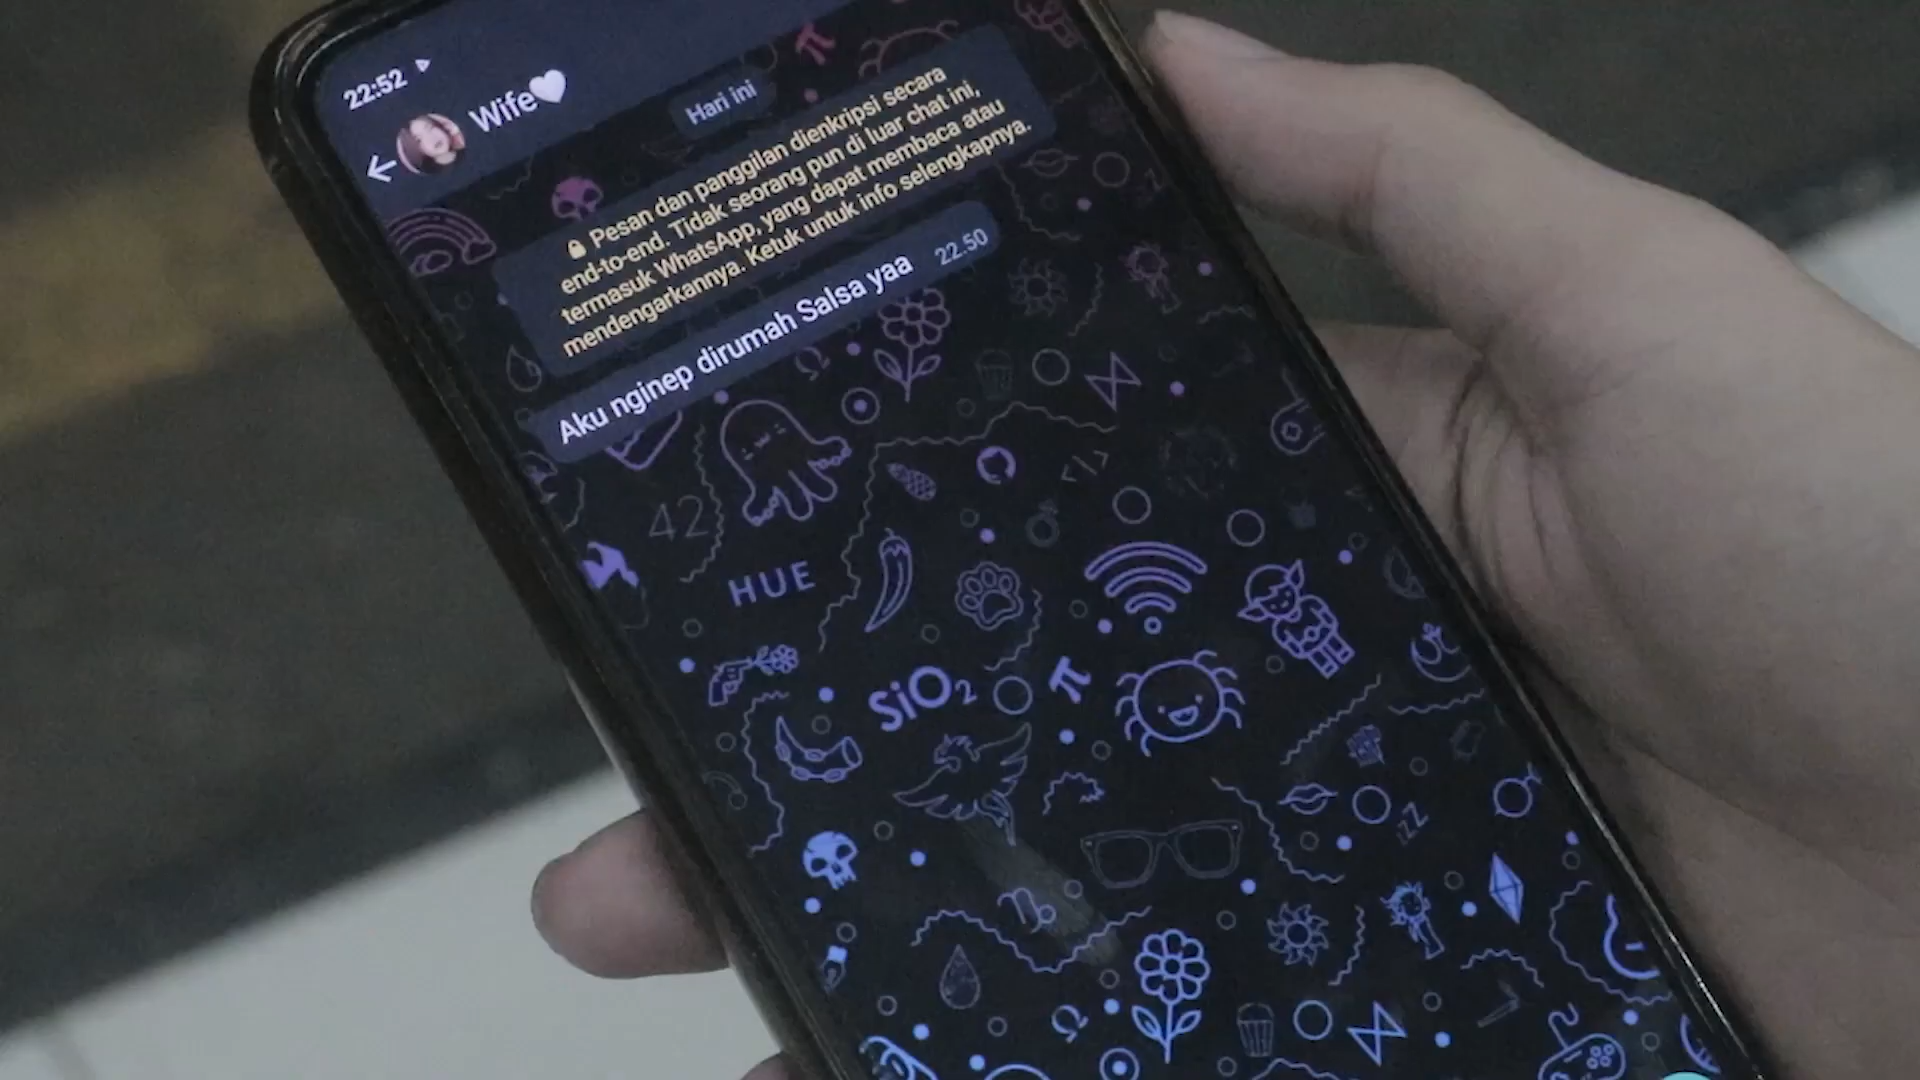 22:52
Wife🤍
Hari ini
🔒 Pesan dan panggilan dienkripsi secara
end-to-end. Tidak seorang pun di luar chat ini,
termasuk WhatsApp, yang dapat membaca atau
mendengarkannya. Ketuk untuk info selengkapnya.
Aku nginep dirumah Salsa yaa 22.50
42
</>
HUE
SiO₂ π
zz
Ω